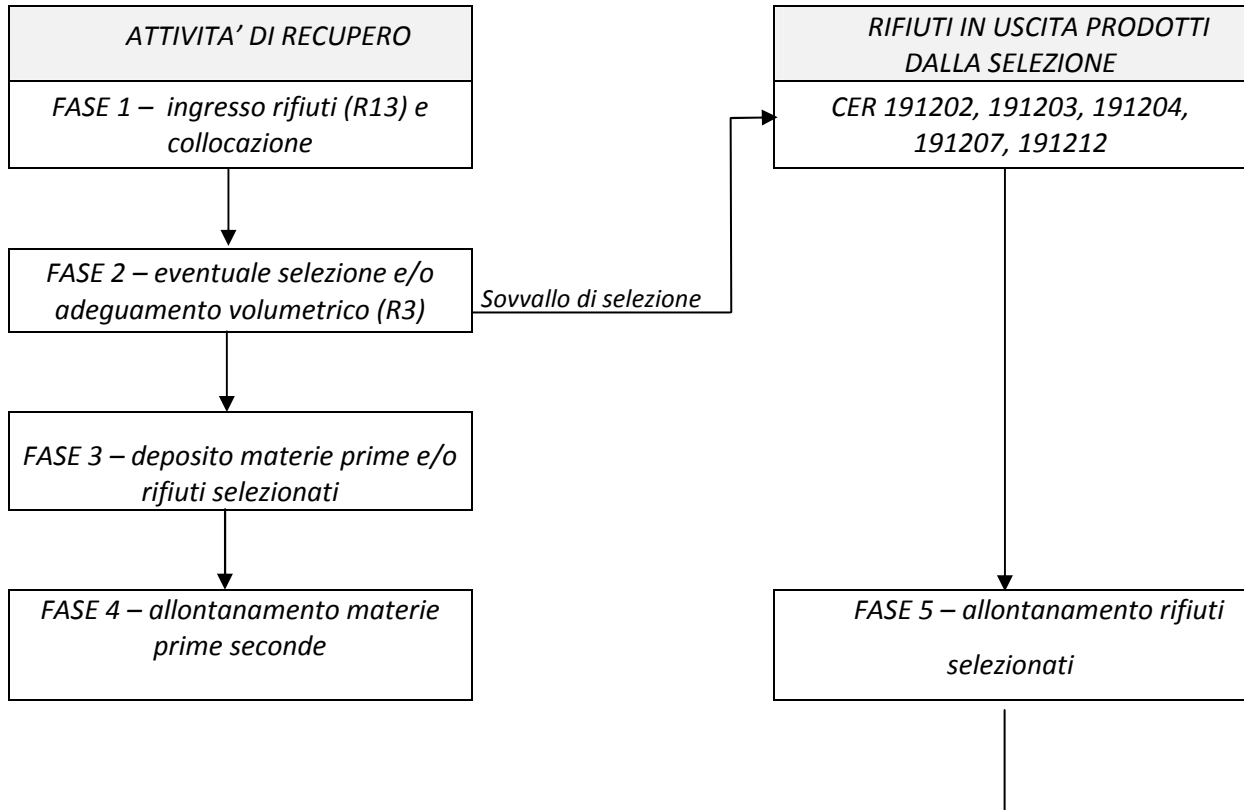 ATTIVITA’ DI RECUPERO
FASE 1 – ingresso rifiuti (R13) e
collocazione
FASE 2 – eventuale selezione e/o
adeguamento volumetrico (R3)
Sovvallo di selezione
FASE 3 – deposito materie prime e/o
rifiuti selezionati
FASE 4 – allontanamento materie
prime seconde
RIFIUTI IN USCITA PRODOTTI
DALLA SELEZIONE
CER 191202, 191203, 191204,
191207, 191212
FASE 5 – allontanamento rifiuti
selezionati